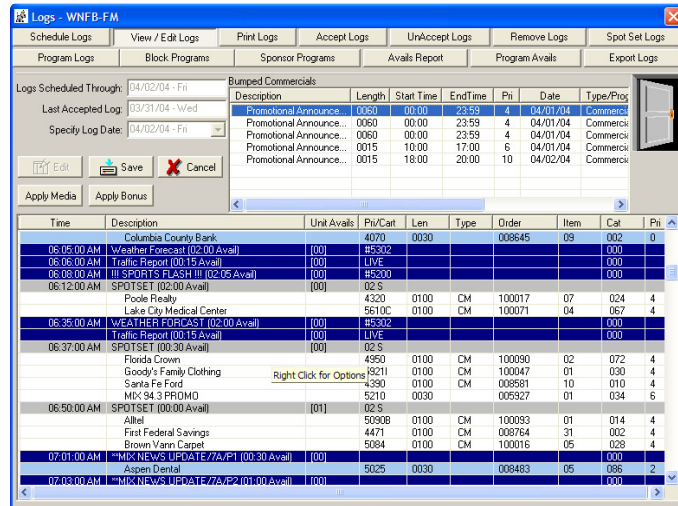 Logs - WNFB-FM
Schedule Logs View / Edit Logs Print Logs Accept Logs UnAccept Logs Remove Logs Spot Set Logs
Program Logs Block Programs Sponsor Programs Avails Report Program Avails Export Logs
Logs Scheduled Through: 04/02/04 - Fri
Last Accepted Log: 03/31/04 - Wed
Specify Log Date: 04/02/04 - Fri
Edit Save Cancel
Apply Media Apply Bonus
Bumped Commercials
Description Length Start Time EndTime Pri Date Type/Prog
Promotional Announce... 0060 00:00 23:59 4 04/01/04 Commercia
Promotional Announce... 0060 00:00 23:59 4 04/01/04 Commercia
Promotional Announce... 0060 00:00 23:59 4 04/01/04 Commercia
Promotional Announce... 0015 10:00 17:00 6 04/01/04 Commercia
Promotional Announce... 0015 18:00 20:00 10 04/02/04 Commercia
Time Description Unit Avails Pri/Cart Len Type Order Item Cat Pri
Columbia County Bank 4070 0030 008645 09 002 0
06:05:00 AM Weather Forecast (02:00 Avail) [00] #5302 000
06:06:00 AM Traffic Report (00:15 Avail) [00] LIVE 000
06:08:00 AM !!! SPORTS FLASH !!! (02:05 Avail) [00] #5200 000
06:12:00 AM SPOTSET (02:00 Avail) [00] 02 S
Poole Realty 4320 0100 CM 100017 07 024 4
Lake City Medical Center 5610C 0100 CM 100071 04 067 4
06:35:00 AM WEATHER FORCAST (02:00 Avail) [00] #5302 000
Traffic Report (00:15 Avail) [00] LIVE 000
06:37:00 AM SPOTSET (00:30 Avail) [00] 02 S
Florida Crown 4950 0100 CM 100090 02 072 4
Goody's Family Clothing 0100 CM 100047 01 030 4
Right Click for Options
Santa Fe Ford 4390 0100 CM 008581 10 010 4
MIX 94.3 PROMO 5210 0030 005927 01 034 6
06:50:00 AM SPOTSET (00:00 Avail) [01] 02 S
Alltel 5090B 0100 CM 100093 01 014 4
First Federal Savings 4471 0100 CM 008764 31 002 4
Brown Vann Carpet 5084 0100 CM 100016 05 028 4
07:01:00 AM **MIX NEWS UPDATE/7A/P1 (00:30 Avail) [00] 000
Aspen Dental 5025 0030 008483 05 086 2
07:03:00 AM **MIX NEWS UPDATE/7A/P2 (01:00 Avail) [00] 000